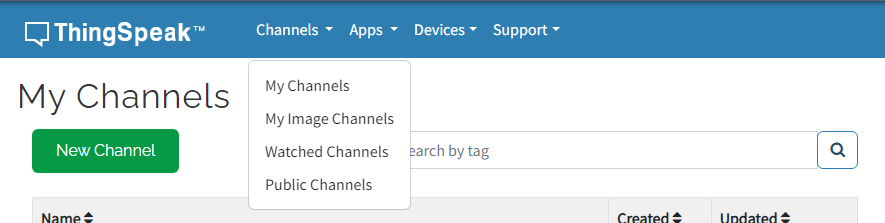 ThingSpeak™ Channels Apps Devices Support
My Channels
My Channels
My Image Channels
Watched Channels
Public Channels
New Channel
earch by tag
Name Created Updated